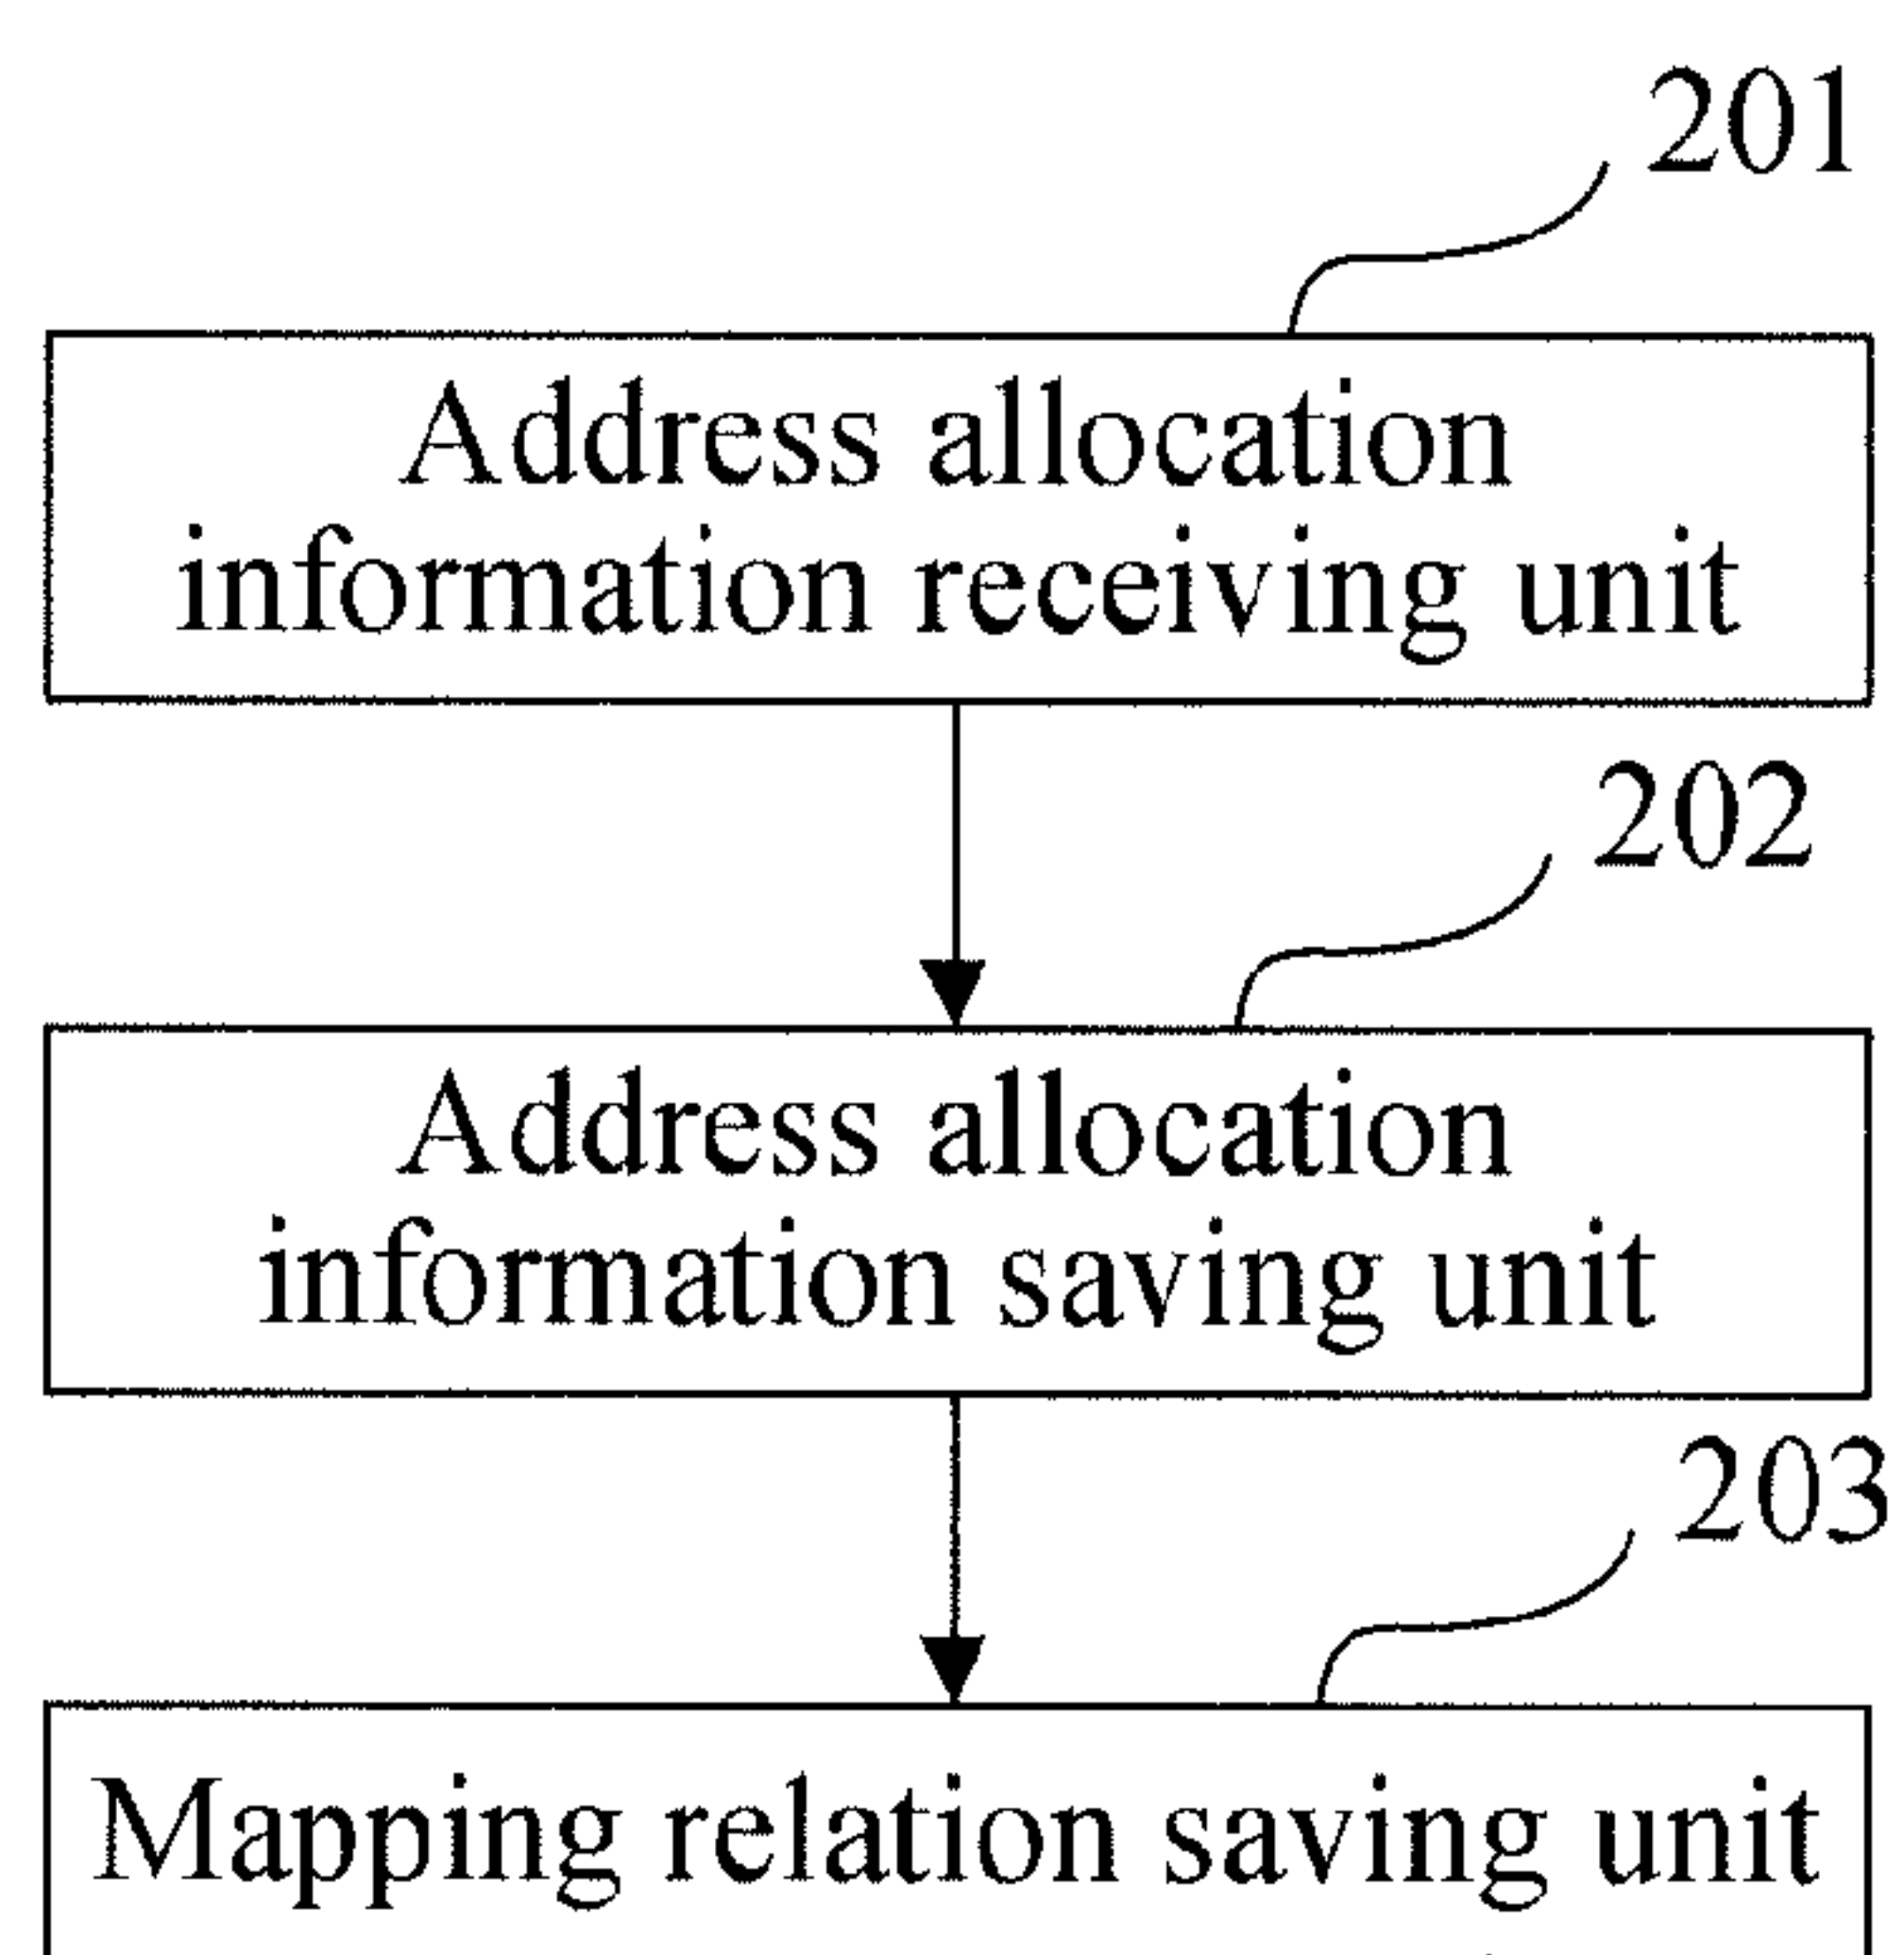 201
Address allocation
information receiving unit
202
Address allocation
information saving unit
203
Mapping relation saving unit